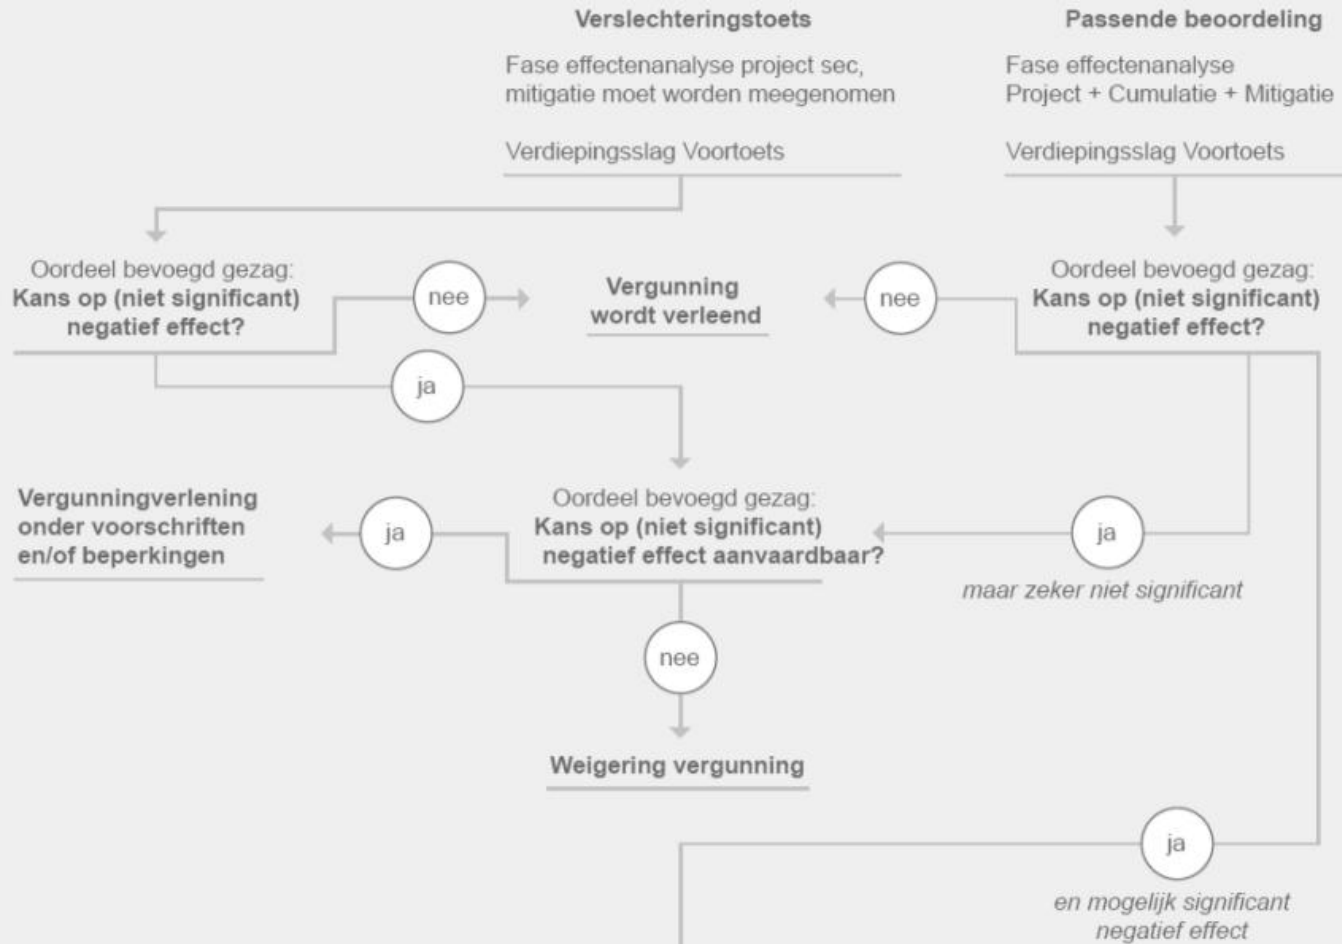 Verslechteringstoets
Fase effectenanalyse project sec,
mitigatie moet worden meegenomen
Verdiepingsslag Voortoets
Passende beoordeling
Fase effectenanalyse
Project + Cumulatie + Mitigatie
Verdiepingsslag Voortoets
Oordeel bevoegd gezag:
Kans op (niet significant)
negatief effect?
nee
Vergunning
wordt verleend
nee
Oordeel bevoegd gezag:
Kans op (niet significant)
negatief effect?
ja
Vergunningverlening
onder voorschriften
en/of beperkingen
ja
Oordeel bevoegd gezag:
Kans op (niet significant)
negatief effect aanvaardbaar?
ja
maar zeker niet significant
nee
Weigering vergunning
ja
en mogelijk significant
negatief effect